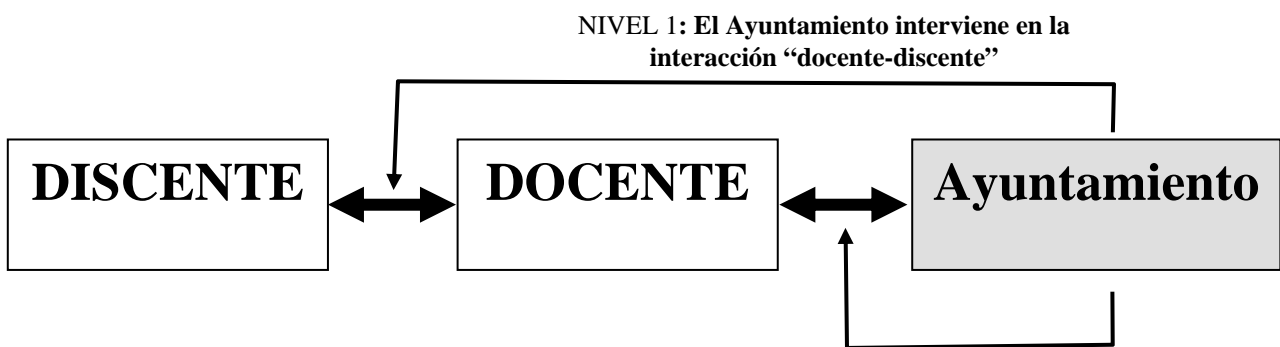 NIVEL 1: El Ayuntamiento interviene en la
interacción “docente-discente”
DISCENTE
DOCENTE
Ayuntamiento